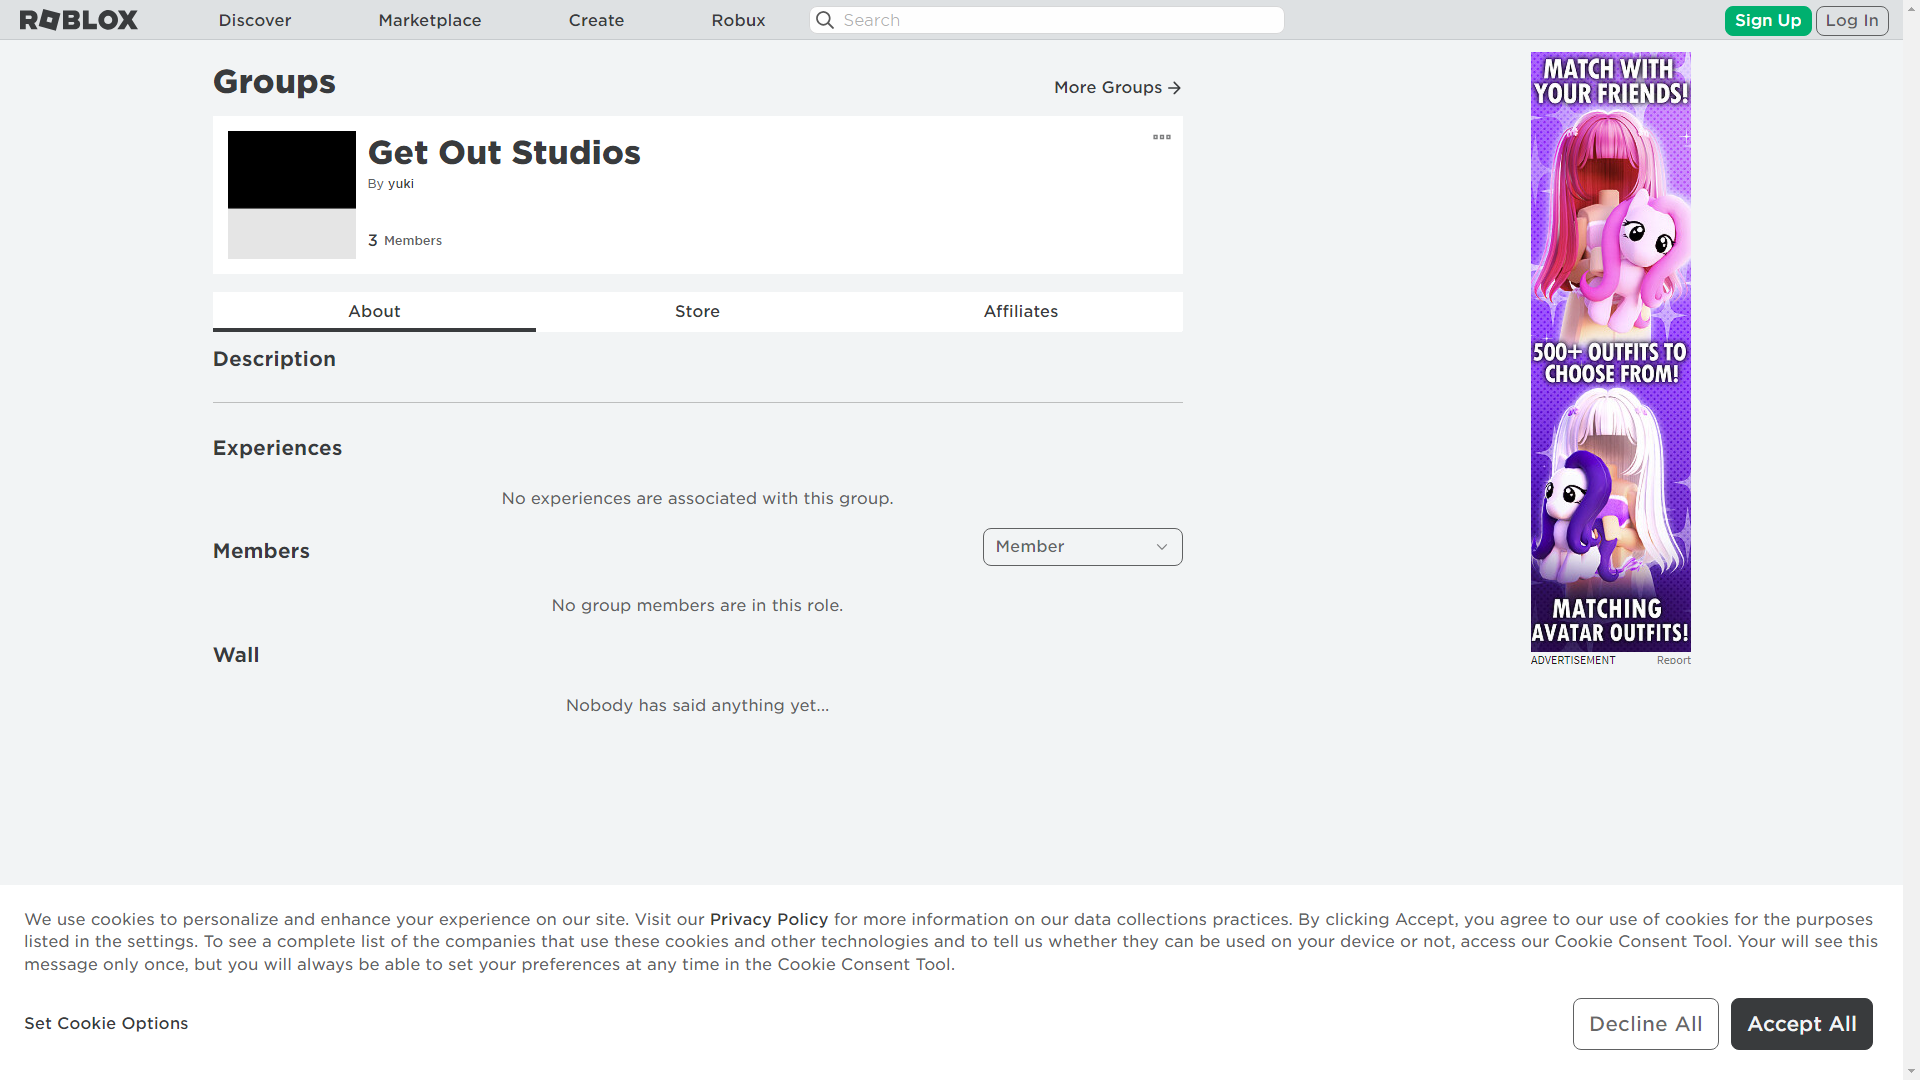 ROBLOX
Discover
Marketplace
Create
Robux
Search
Sign Up
Log In
Groups
More Groups
Get Out Studios
By yuki
3 Members
About
Store
Affiliates
Description
Experiences
No experiences are associated with this group.
Members
Member
No group members are in this role.
Wall
Nobody has said anything yet...
MATCH WITH
YOUR FRIENDS!
500+ OUTFITS TO
CHOOSE FROM!
MATCHING
AVATAR OUTFITS!
ADVERTISEMENT
Report
We use cookies to personalize and enhance your experience on our site. Visit our Privacy Policy for more information on our data collections practices. By clicking Accept, you agree to our use of cookies for the purposes
listed in the settings. To see a complete list of the companies that use these cookies and other technologies and to tell us whether they can be used on your device or not, access our Cookie Consent Tool. Your will see this
message only once, but you will always be able to set your preferences at any time in the Cookie Consent Tool.
Set Cookie Options
Decline All
Accept All